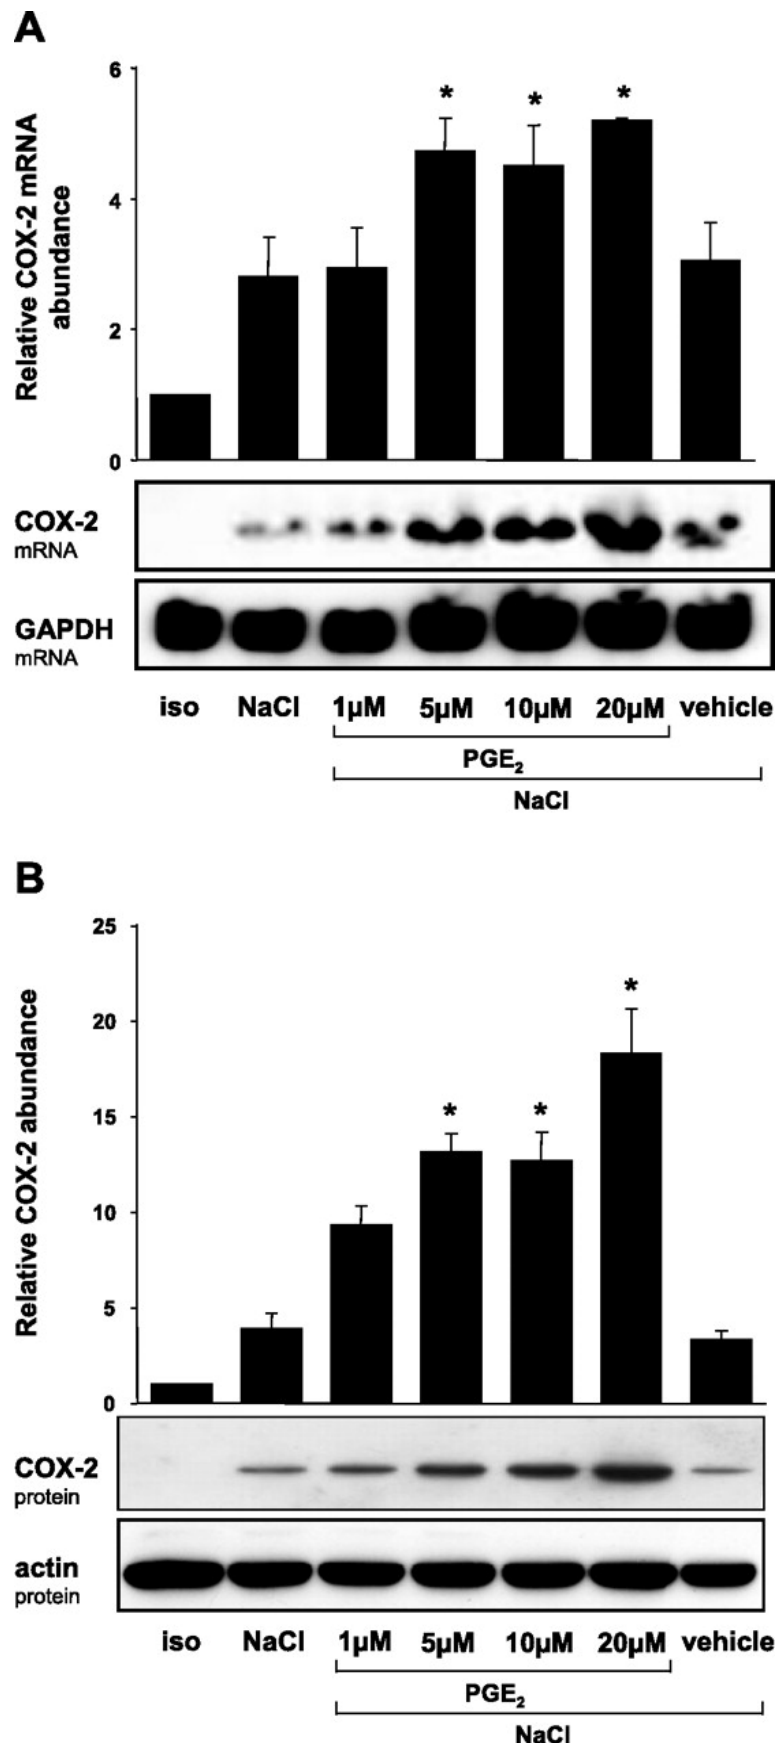 A
Relative COX-2 mRNA
abundance
6
4
2
0
* * *
COX-2
mRNA
GAPDH
mRNA
iso NaCl 1µM 5µM 10µM 20µM vehicle
PGE₂
NaCl
B
Relative COX-2 abundance
25
20
15
10
5
0
* * *
COX-2
protein
actin
protein
iso NaCl 1µM 5µM 10µM 20µM vehicle
PGE₂
NaCl